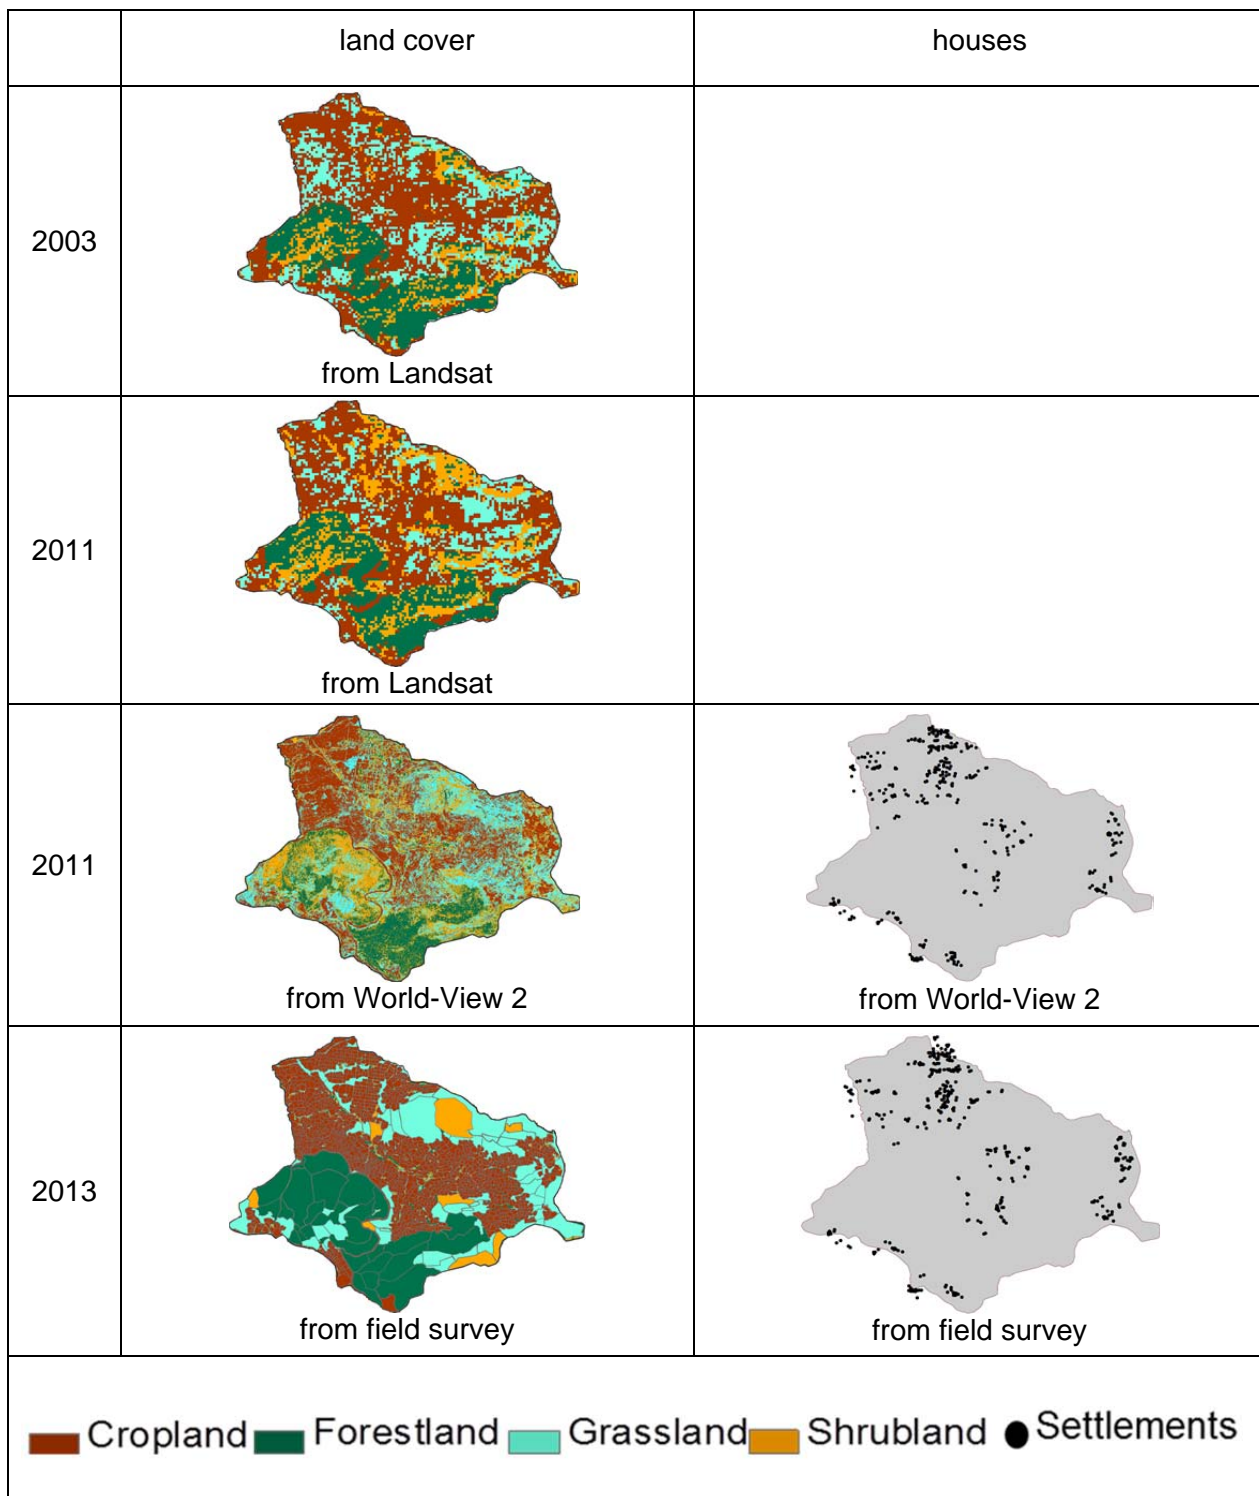 land cover
houses
2003
from Landsat
2011
from Landsat
2011
from World-View 2
from World-View 2
2013
from field survey
from field survey
Cropland Forestland Grassland Shrubland Settlements